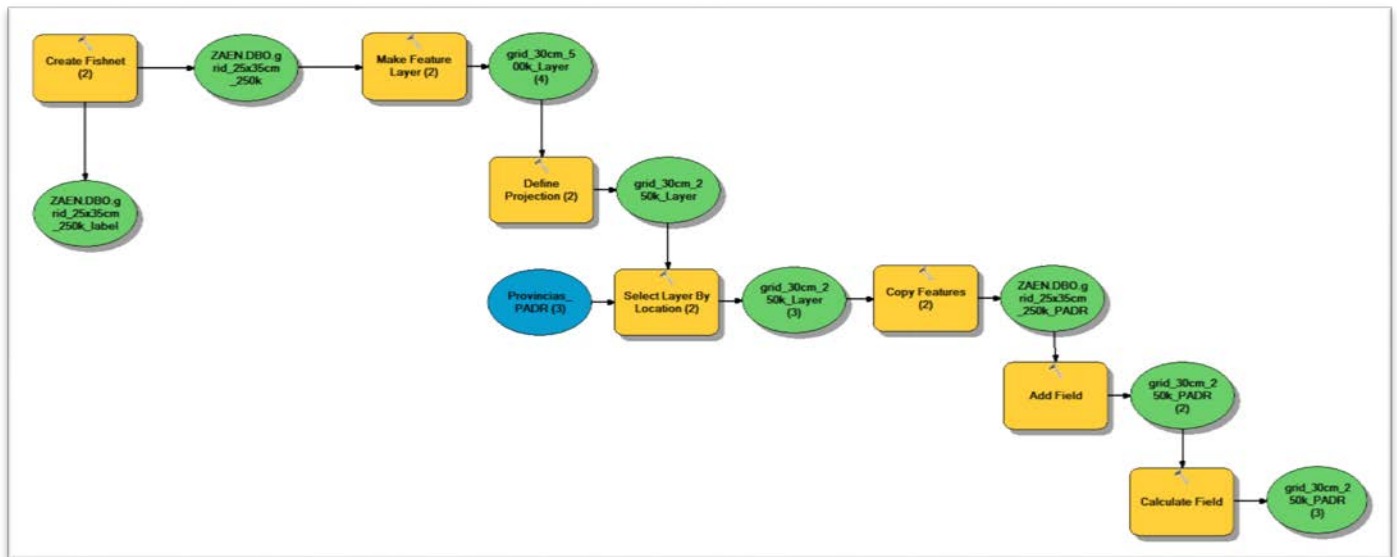 Create Fishnet
(2)
ZAEN.DBO.g
rid_25x35cm
_250k
Make Feature
Layer (2)
grid_30cm_5
00k_Layer
(4)
ZAEN.DBO.g
rid_25x35cm
_250k_label
Define
Projection (2)
grid_30cm_2
50k_Layer
Provincias_
PADR (3)
Select Layer By
Location (2)
grid_30cm_2
50k_Layer
(3)
Copy Features
(2)
ZAEN.DBO.g
rid_25x35cm
_250k_PADR
Add Field
grid_30cm_2
50k_PADR
(2)
Calculate Field
grid_30cm_2
50k_PADR
(3)